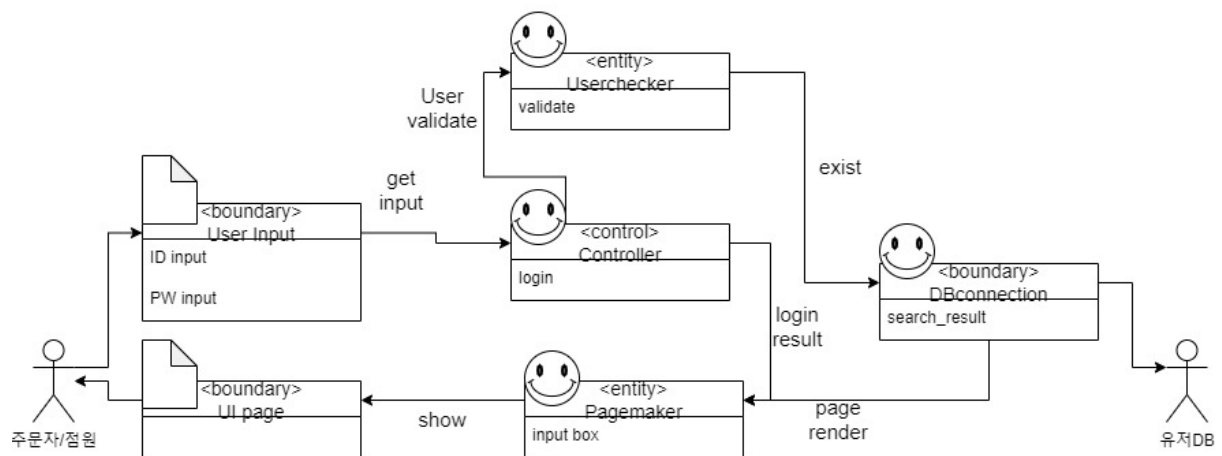 <entity>
Userchecker
validate
User
validate
exist
get
input
<boundary>
User Input
ID input
PW input
<control>
Controller
login
<boundary>
DBconnection
search_result
login
result
<boundary>
UI page
show
<entity>
Pagemaker
input box
page
render
주문자/점원
유저DB